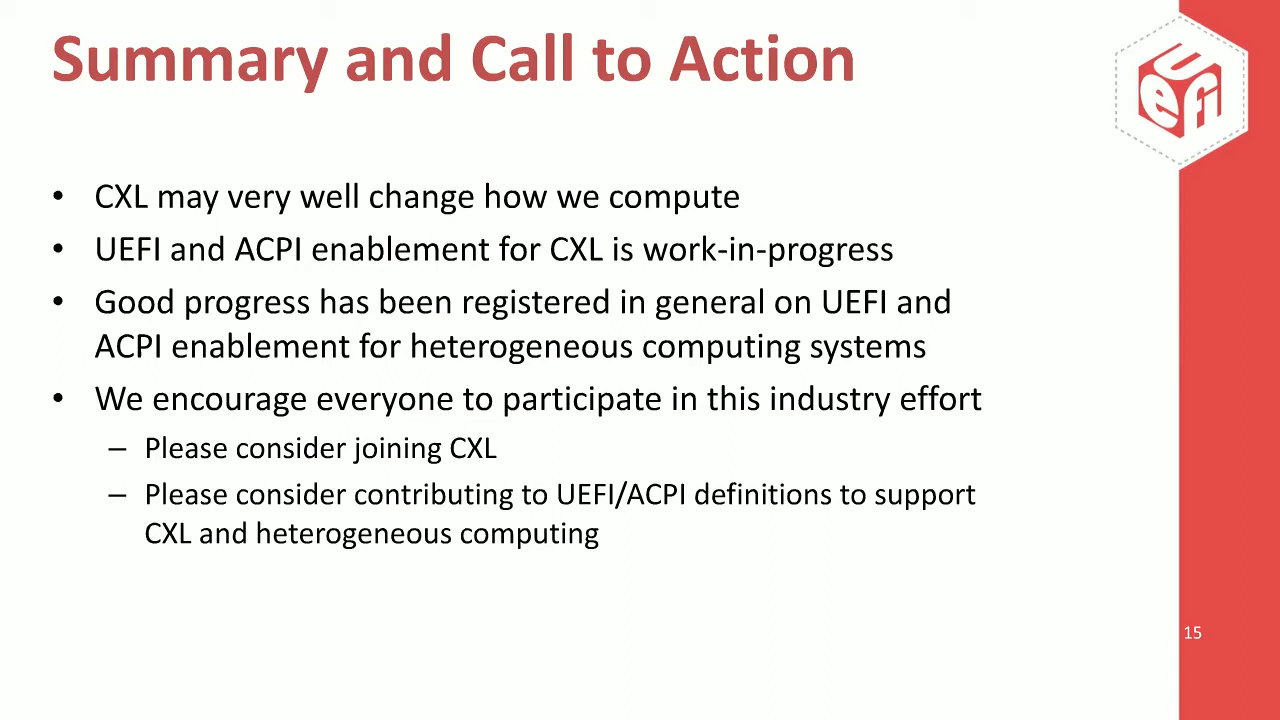 Summary and Call to Action
UEFI
• CXL may very well change how we compute
• UEFI and ACPI enablement for CXL is work-in-progress
• Good progress has been registered in general on UEFI and
ACPI enablement for heterogeneous computing systems
• We encourage everyone to participate in this industry effort
– Please consider joining CXL
– Please consider contributing to UEFI/ACPI definitions to support
CXL and heterogeneous computing
15